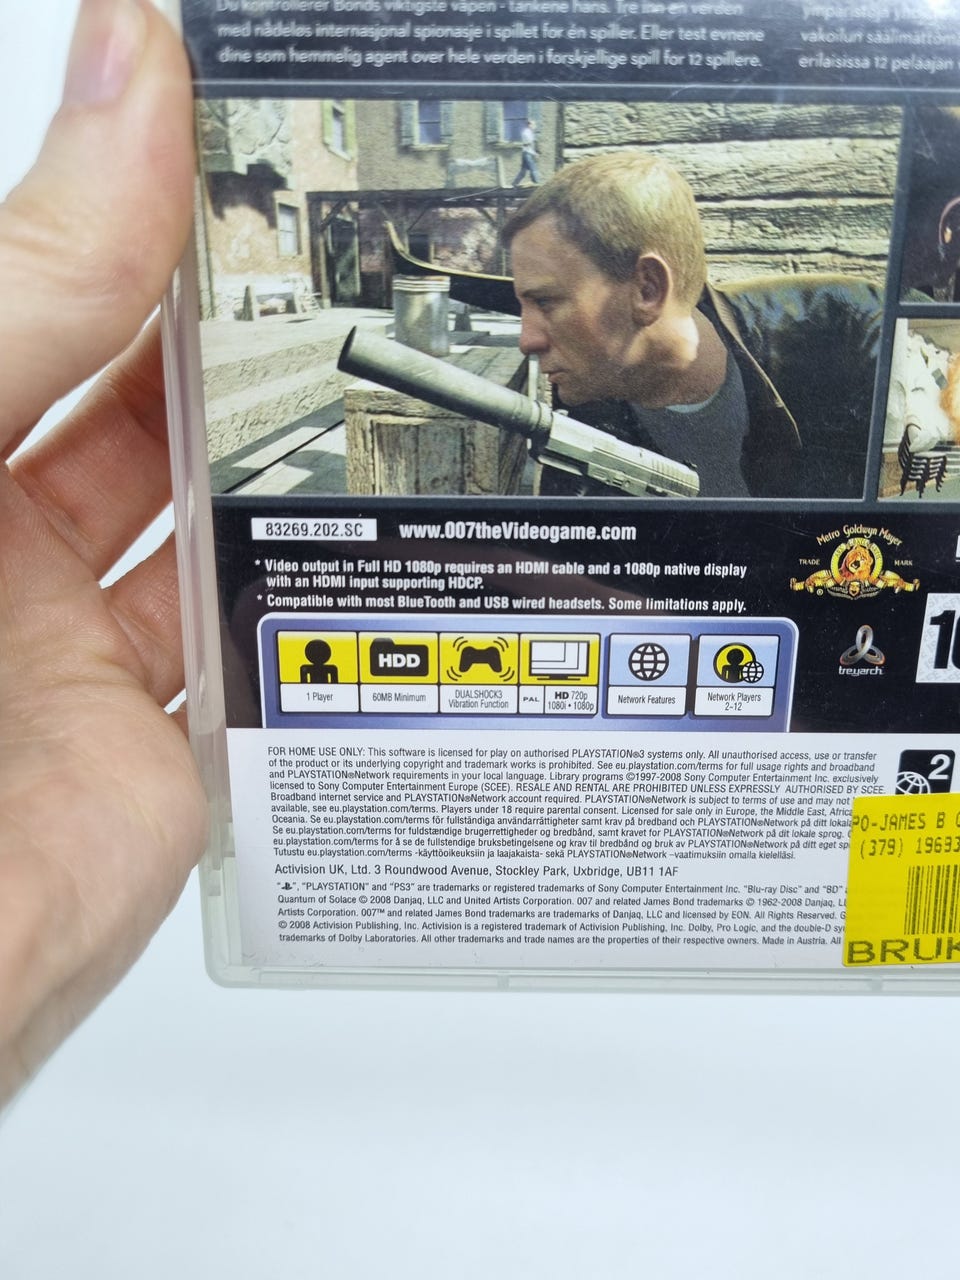 Du kontrollerer Bonds viktigste våpen - tankene hans. Tre inn en verden
med nådeløs internasjonal spionasje i spillet for én spiller. Eller test evnene
dine som hemmelig agent over hele verden i forskjellige spill for 12 spillere.
vakoilun säälimättöm
erilaisissa 12 pelaajan
83269.202.SC www.007theVideogame.com
* Video output in Full HD 1080p requires an HDMI cable and a 1080p native display
with an HDMI input supporting HDCP.
* Compatible with most BlueTooth and USB wired headsets. Some limitations apply.
Metro Goldwyn Mayer
TRADE MARK
HDD
1 Player
60MB Minimum
DUALSHOCK3
Vibration Function
PAL
HD 720p
1080i • 1080p
Network Features
Network Players
2-12
treyarch
FOR HOME USE ONLY: This software is licensed for play on authorised PLAYSTATION®3 systems only. All unauthorised access, use or transfer
of the product or its underlying copyright and trademark works is prohibited. See eu.playstation.com/terms for full usage rights and broadband
and PLAYSTATION®Network requirements in your local language. Library programs ©1997-2008 Sony Computer Entertainment Inc. exclusively
licensed to Sony Computer Entertainment Europe (SCEE). RESALE AND RENTAL ARE PROHIBITED UNLESS EXPRESSLY AUTHORISED BY SCEE.
Broadband internet service and PLAYSTATION®Network account required. PLAYSTATION®Network is subject to terms of use and may not
available, see eu.playstation.com/terms. Players under 18 require parental consent. Licensed for sale only in Europe, the Middle East, Africa
Oceania. Se eu.playstation.com/terms för fullständiga användarrättigheter samt krav på bredband och PLAYSTATION®Network på ditt lokala
Se eu.playstation.com/terms for fuldstændige brugerrettigheder og bredbånd, samt kravet for PLAYSTATION®Network på dit lokale sprog.
eu.playstation.com/terms for å se de fullstendige bruksbetingelsene og krav til bredbånd og bruk av PLAYSTATION®Network på ditt eget
Tutustu eu.playstation.com/terms -käyttöoikeuksiin ja laajakaista- sekä PLAYSTATION®Network –vaatimuksiin omalla kielelläsi.
Activision UK, Ltd. 3 Roundwood Avenue, Stockley Park, Uxbridge, UB11 1AF
", "PLAYSTATION" and "PS3" are trademarks or registered trademarks of Sony Computer Entertainment Inc. "Blu-ray Disc" and "BD"
Quantum of Solace © 2008 Danjaq, LLC and United Artists Corporation. 007 and related James Bond trademarks © 1962-2008 Danjaq,
Artists Corporation. 007™ and related James Bond trademarks are trademarks of Danjaq, LLC and licensed by EON. All Rights Reserved.
© 2008 Activision Publishing, Inc. Activision is a registered trademark of Activision Publishing, Inc. Dolby, Pro Logic, and the double-D
trademarks of Dolby Laboratories. All other trademarks and trade names are the properties of their respective owners. Made in Austria. All
2
PO-JAMES B
(379) 19693
BRUK